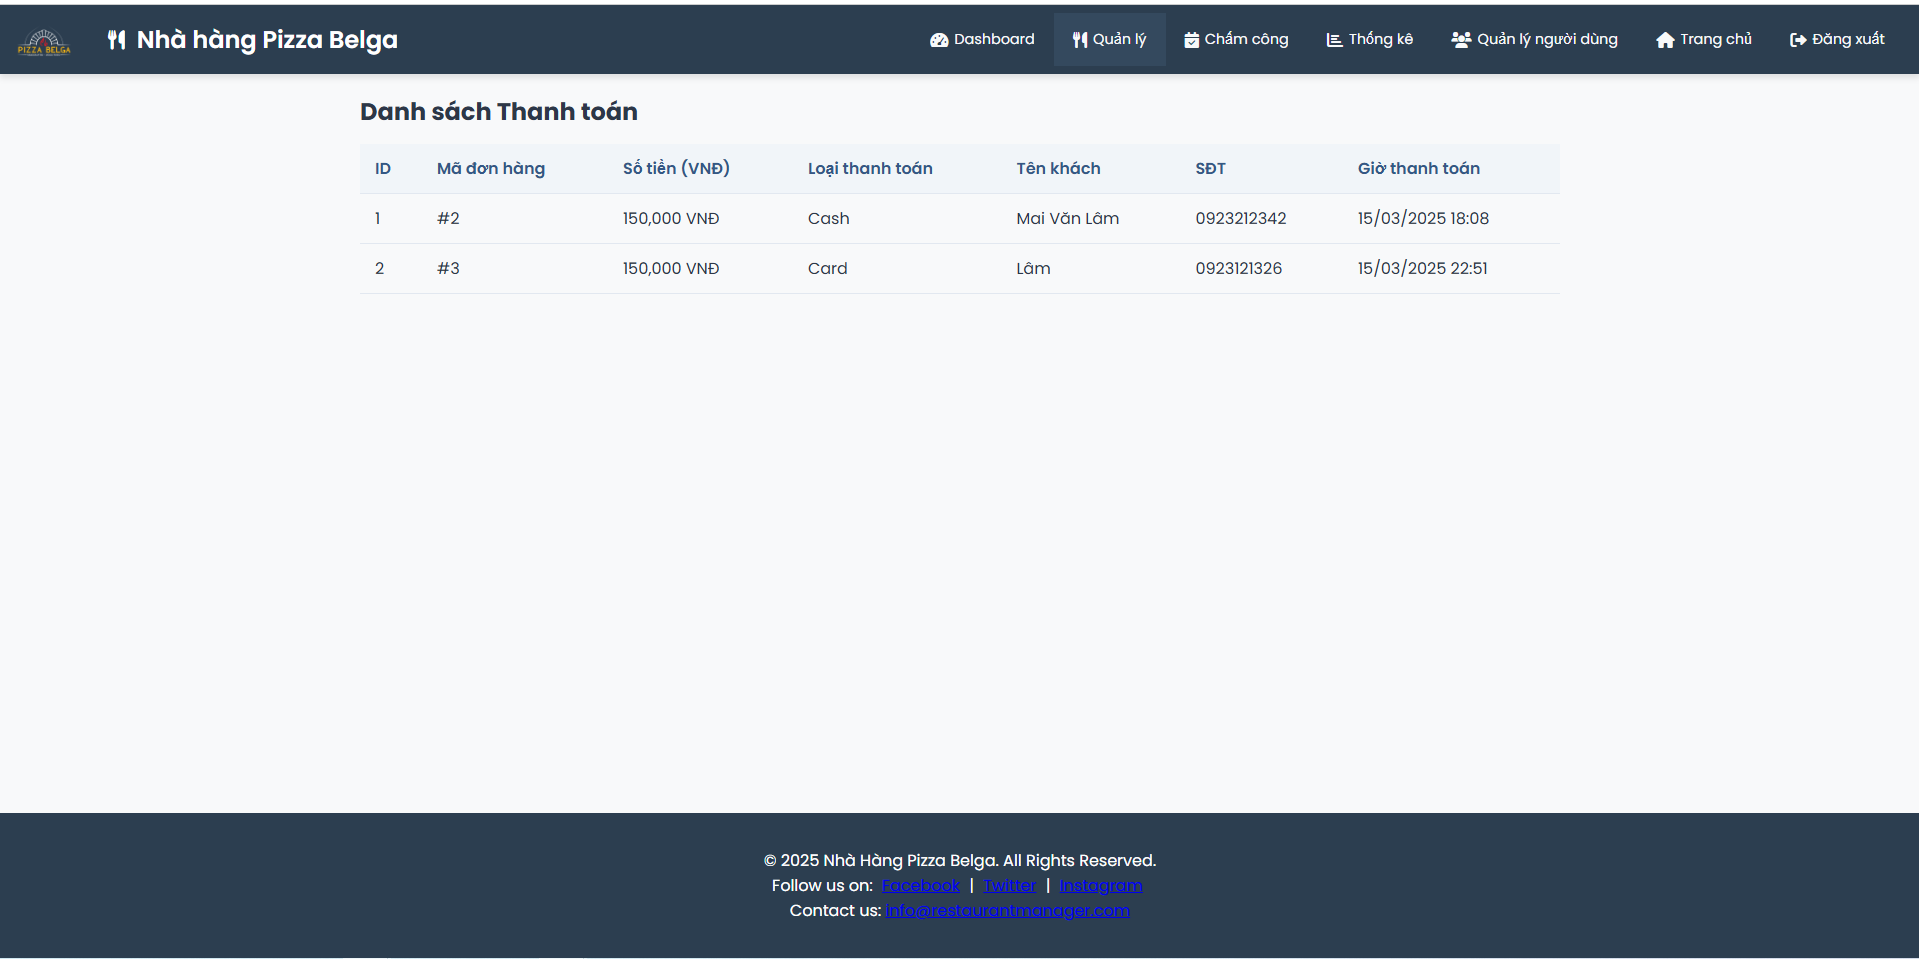 PIZZA BELGA
Nhà hàng Pizza Belga
Dashboard Quản lý Chấm công Thống kê Quản lý người dùng Trang chủ Đăng xuất
Danh sách Thanh toán
ID Mã đơn hàng Số tiền (VNĐ) Loại thanh toán Tên khách SĐT Giờ thanh toán
1 #2 150,000 VNĐ Cash Mai Văn Lâm 0923212342 15/03/2025 18:08
2 #3 150,000 VNĐ Card Lâm 0923121326 15/03/2025 22:51
© 2025 Nhà Hàng Pizza Belga. All Rights Reserved.
Follow us on: Facebook | Twitter | Instagram
Contact us: info@restaurantmanager.com